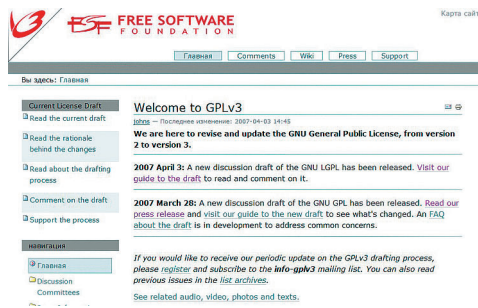 v3
FSF FREE SOFTWARE
FOUNDATION
Карта сайт
Главная Comments Wiki Press Support
Вы здесь: Главная
Current License Draft
Read the current draft
Read the rationale
behind the changes
Read about the drafting
process
Comment on the draft
Support the process
навигация
Главная
Discussion
Committees
Welcome to GPLv3
johns — Последнее изменение: 2007-04-03 14:45
We are here to revise and update the GNU General Public License, from version
2 to version 3.
2007 April 3: A new discussion draft of the GNU LGPL has been released. Visit our
guide to the draft to read and comment on it.
2007 March 28: A new discussion draft of the GNU GPL has been released. Read our
press release and visit our guide to the new draft to see what's changed. An FAQ
about the draft is in development to address common concerns.
If you would like to receive our periodic update on the GPLv3 drafting process,
please register and subscribe to the info-gplv3 mailing list. You can also read
previous issues in the list archives.
See related audio, video, photos and texts.